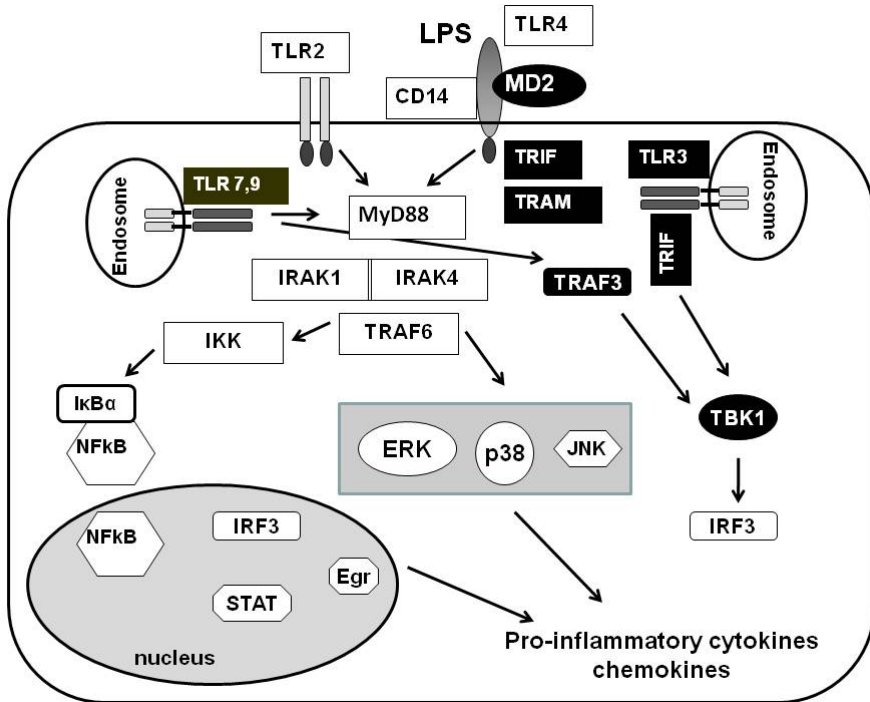 LPS
TLR4
TLR2
CD14
MD2
TLR 7,9
TRIF
TLR3
Endosome
Endosome
MyD88
TRAM
TRIF
IRAK1
IRAK4
TRAF3
IKK
TRAF6
IκBα
NFkB
ERK
p38
JNK
TBK1
NFkB
IRF3
IRF3
Egr
STAT
nucleus
Pro-inflammatory cytokines
chemokines